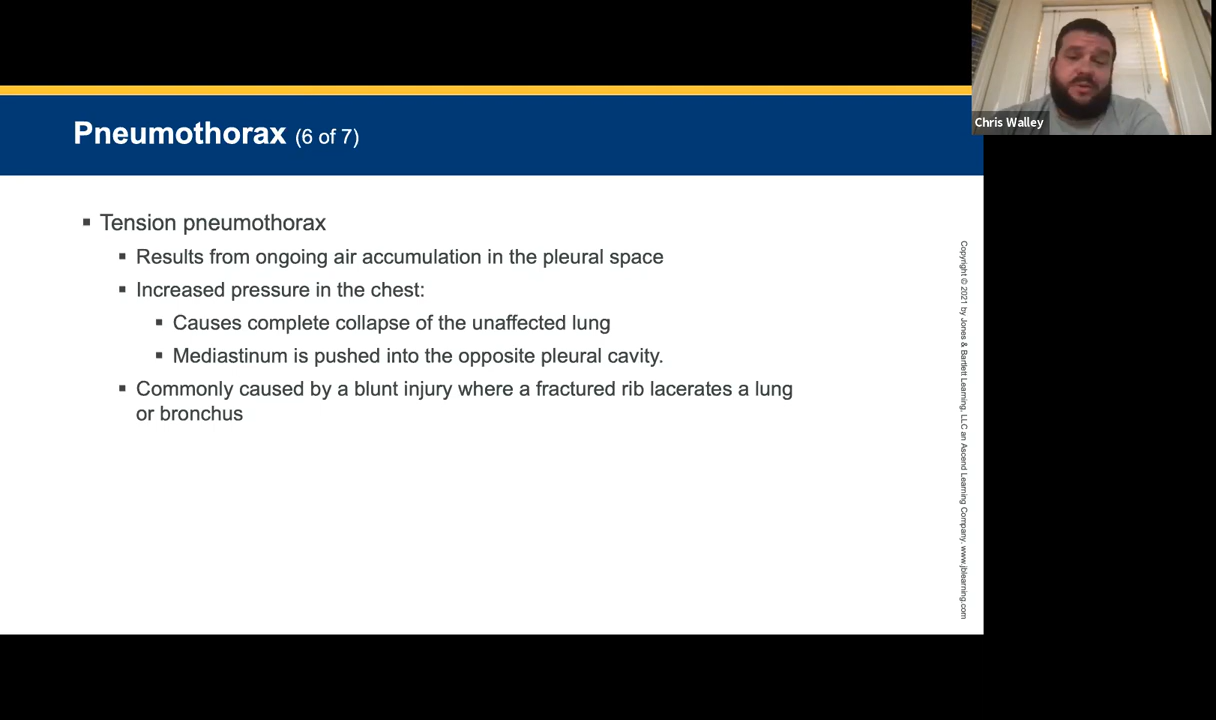 Pneumothorax (6 of 7)
Chris Walley
▪ Tension pneumothorax
▪ Results from ongoing air accumulation in the pleural space
▪ Increased pressure in the chest:
▪ Causes complete collapse of the unaffected lung
▪ Mediastinum is pushed into the opposite pleural cavity.
▪ Commonly caused by a blunt injury where a fractured rib lacerates a lung
or bronchus
Copyright © 2021 by Jones & Bartlett Learning, LLC an Ascend Learning Company. www.jblearning.com